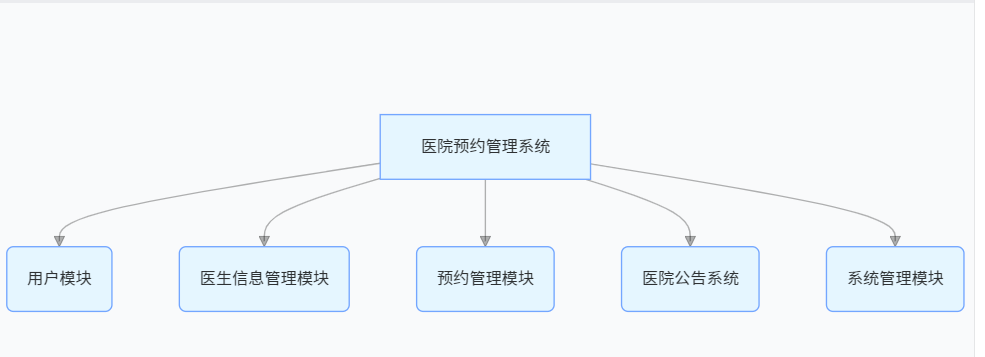 医院预约管理系统
用户模块
医生信息管理模块
预约管理模块
医院公告系统
系统管理模块